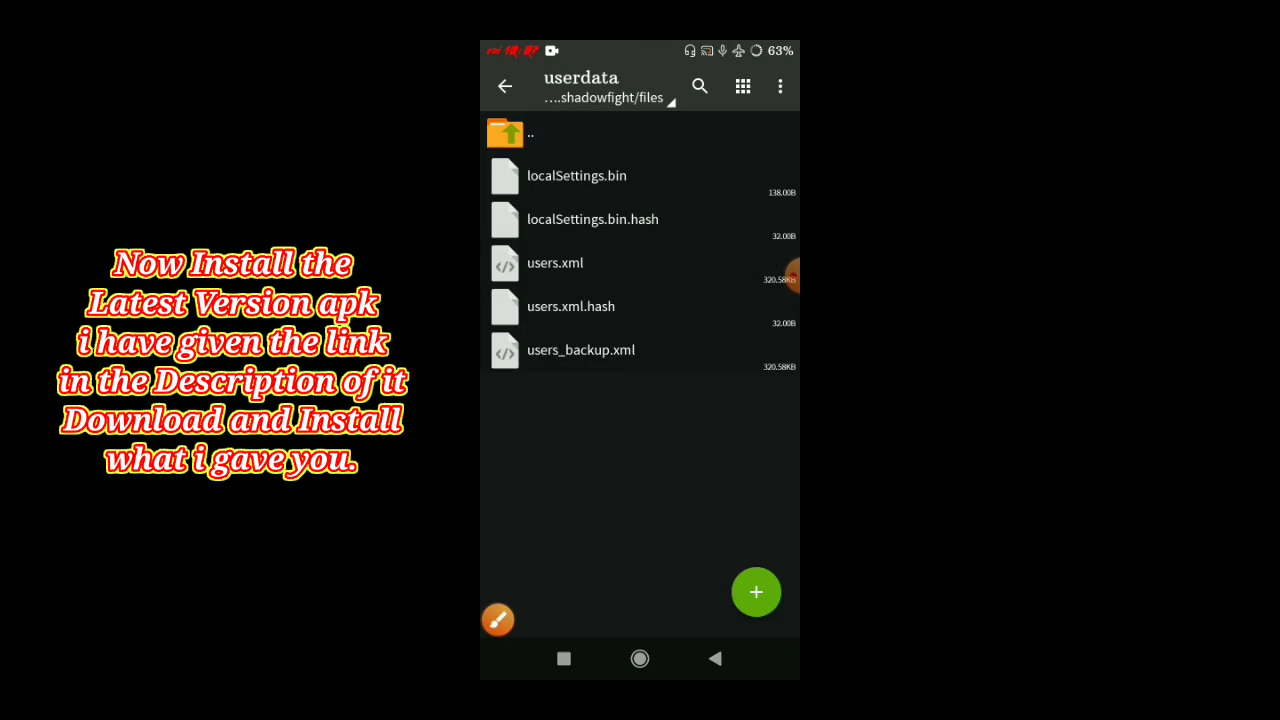 63%
userdata
....shadowfight/files
..
localSettings.bin
138.00B
localSettings.bin.hash
32.00B
users.xml
320.58KB
users.xml.hash
32.00B
users_backup.xml
320.58KB
Now Install the
Latest Version apk
i have given the link
in the Description of it
Download and Install
what i gave you.